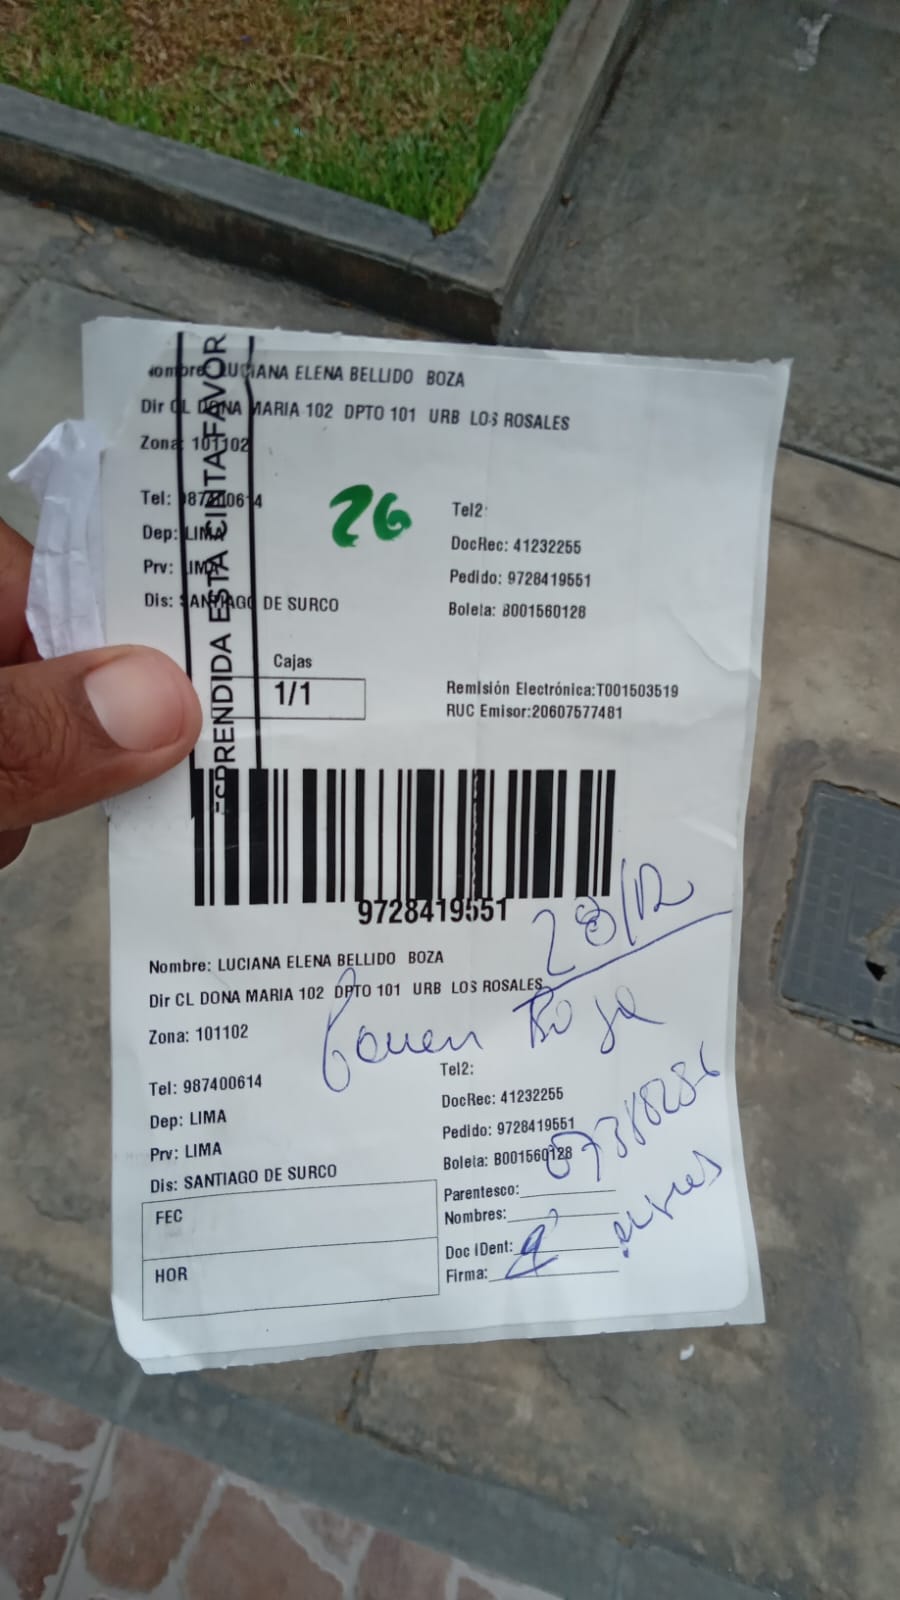 Nombre: LUCIANA ELENA BELLIDO BOZA
Dir CL DONA MARIA 102 DPTO 101 URB LOS ROSALES
Zona: 101102
Tel: 987400614
Tel2:
Dep: LIMA
DocRec: 41232255
Prv: LIMA
Pedido: 9728419551
Dis: SANTIAGO DE SURCO
Boleta: B001560128
26
ESPRENDIDA ESTA CINTA FAVOR
Cajas
1/1
Remisión Electrónica:T001503519
RUC Emisor:20607577481
9728419551
28/12
Nombre: LUCIANA ELENA BELLIDO BOZA
Dir CL DONA MARIA 102 DPTO 101 URB LOS ROSALES
Zona: 101102
Boza
Tel: 987400614
Tel2:
Dep: LIMA
DocRec: 41232255
Prv: LIMA
Pedido: 9728419551
Dis: SANTIAGO DE SURCO
Boleta: B001560128
FEC
Parentesco:
Nombres:
HOR
Doc IDent:
Firma: